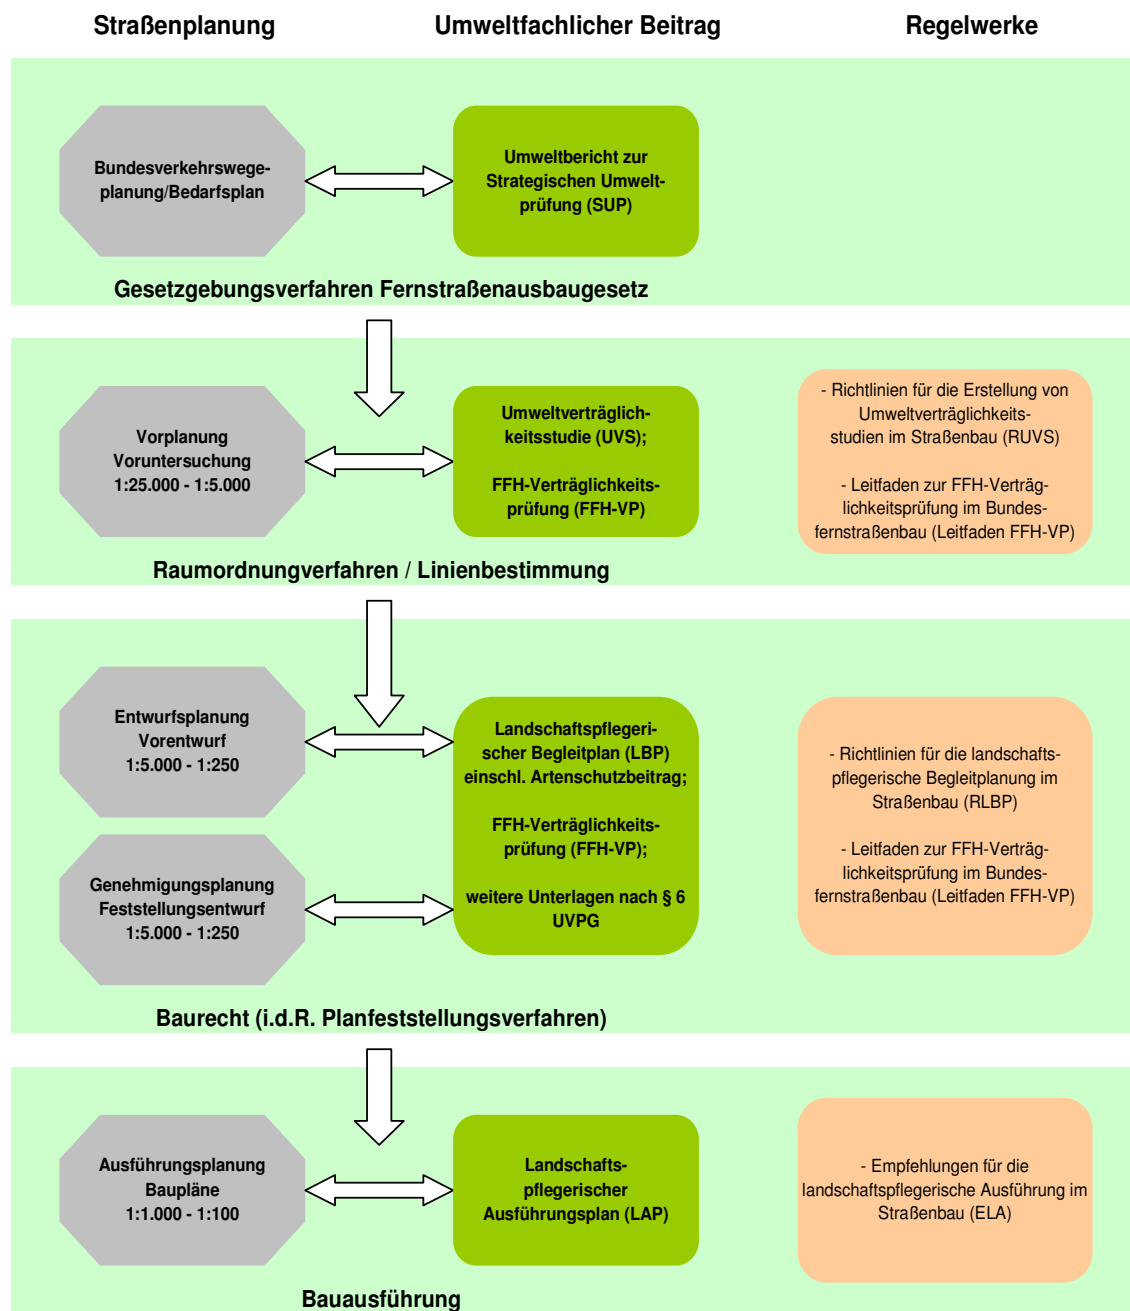 Straßenplanung
Umweltfachlicher Beitrag
Regelwerke
Bundesverkehrswege-
planung/Bedarfsplan
Umweltbericht zur
Strategischen Umwelt-
prüfung (SUP)
Gesetzgebungsverfahren Fernstraßenausbaugesetz
Vorplanung
Voruntersuchung
1:25.000 - 1:5.000
Umweltverträglich-
keitsstudie (UVS);
FFH-Verträglichkeits-
prüfung (FFH-VP)
- Richtlinien für die Erstellung von
Umweltverträglichkeits-
studien im Straßenbau (RUVS)
- Leitfaden zur FFH-Verträg-
lichkeitsprüfung im Bundes-
fernstraßenbau (Leitfaden FFH-VP)
Raumordnungverfahren / Linienbestimmung
Entwurfsplanung
Vorentwurf
1:5.000 - 1:250
Genehmigungsplanung
Feststellungsentwurf
1:5.000 - 1:250
Landschaftspflegeri-
scher Begleitplan (LBP)
einschl. Artenschutzbeitrag;
FFH-Verträglichkeits-
prüfung (FFH-VP);
weitere Unterlagen nach § 6
UVPG
- Richtlinien für die landschafts-
pflegerische Begleitplanung im
Straßenbau (RLBP)
- Leitfaden zur FFH-Verträg-
lichkeitsprüfung im Bundes-
fernstraßenbau (Leitfaden FFH-VP)
Baurecht (i.d.R. Planfeststellungsverfahren)
Ausführungsplanung
Baupläne
1:1.000 - 1:100
Landschafts-
pflegerischer
Ausführungsplan (LAP)
- Empfehlungen für die
landschaftspflegerische Ausführung im
Straßenbau (ELA)
Bauausführung